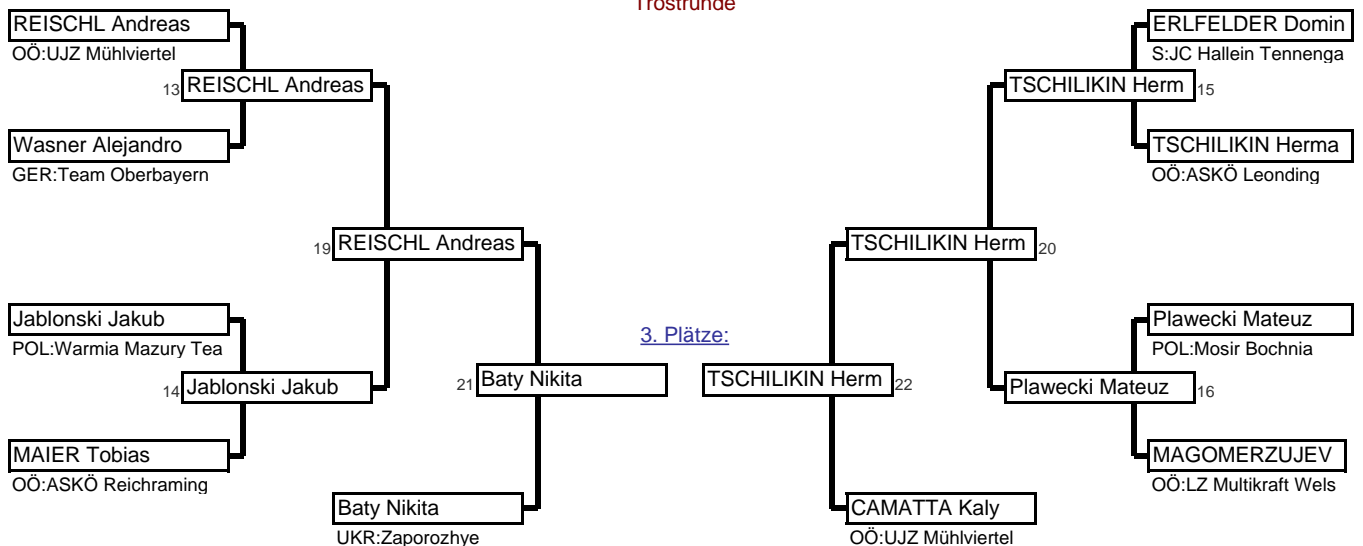 Trostrunde
REISCHL Andreas
OÖ:UJZ Mühlviertel
13 REISCHL Andreas
Wasner Alejandro
GER:Team Oberbayern
19 REISCHL Andreas
Jablonski Jakub
POL:Warmia Mazury Tea
14 Jablonski Jakub
MAIER Tobias
OÖ:ASKÖ Reichraming
21 Baty Nikita
Baty Nikita
UKR:Zaporozhye
3. Plätze:
ERLFELDER Domin
S:JC Hallein Tennenga
TSCHILIKIN Herm 15
TSCHILIKIN Herma
OÖ:ASKÖ Leonding
TSCHILIKIN Herm 20
Plawecki Mateuz
POL:Mosir Bochnia
Plawecki Mateuz 16
MAGOMERZUJEV
OÖ:LZ Multikraft Wels
TSCHILIKIN Herm 22
CAMATTA Kaly
OÖ:UJZ Mühlviertel